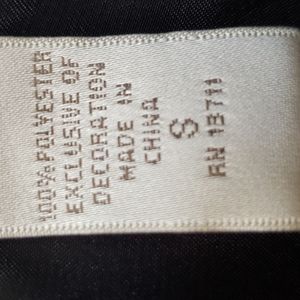 100% POLYESTER
EXCLUSIVE OF
DECORATION
MADE IN
CHINA
S
RN 13711